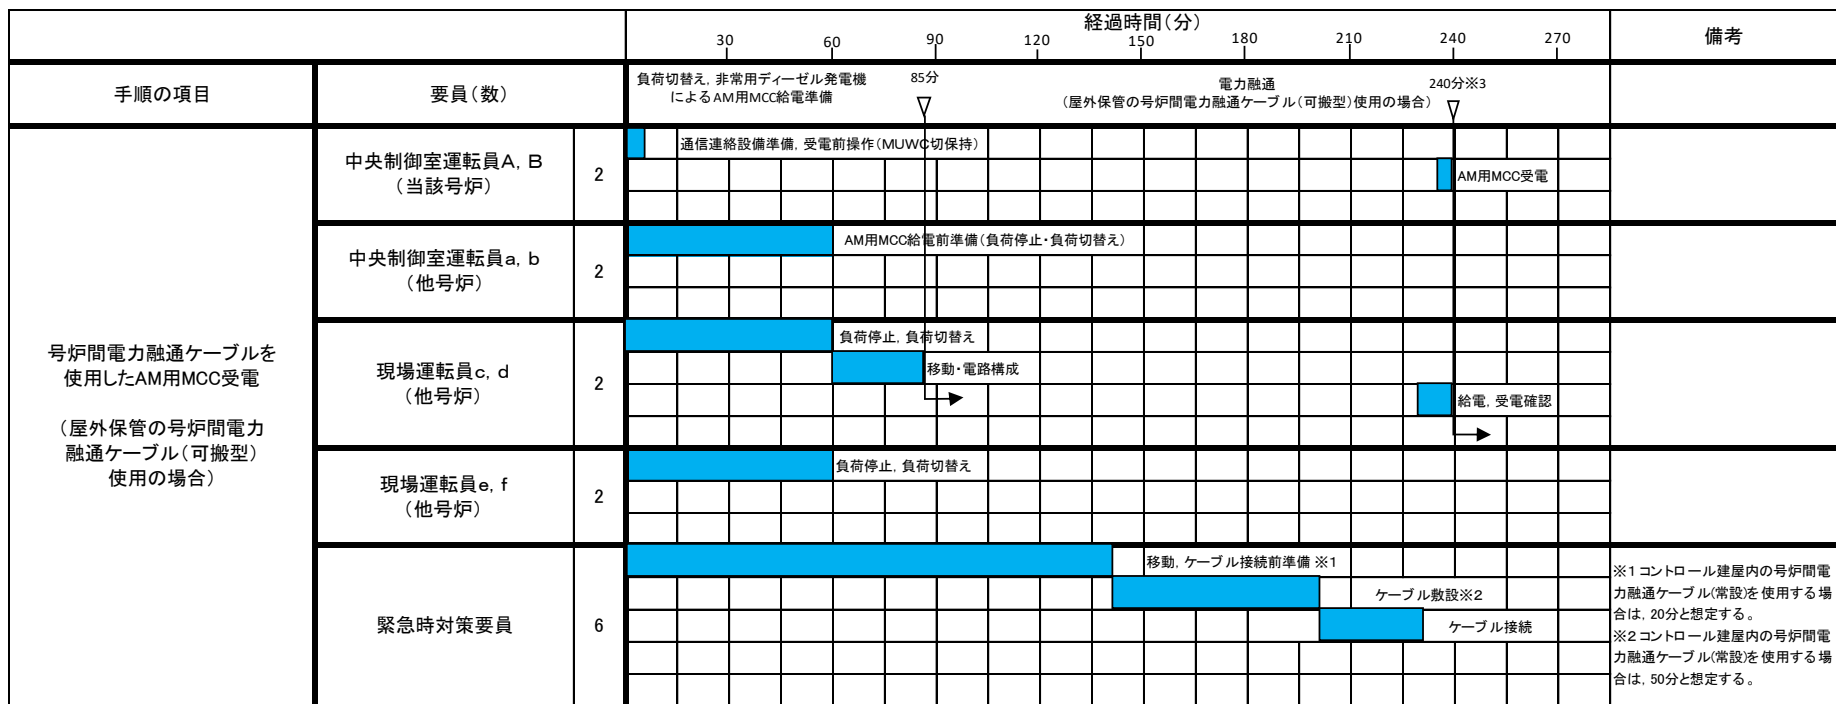 経過時間(分)
備考
30 60 90 120 150 180 210 240 270
手順の項目
要員(数)
負荷切替え, 非常用ディーゼル発電機
によるAM用MCC給電準備
85分
電力融通
(屋外保管の号炉間電力融通ケーブル(可搬型)使用の場合)
240分※3
号炉間電力融通ケーブルを
使用したAM用MCC受電
(屋外保管の号炉間電力
融通ケーブル(可搬型)
使用の場合)
中央制御室運転員A, B
(当該号炉)
2
通信連絡設備準備, 受電前操作(MUWC切保持)
AM用MCC受電
中央制御室運転員a, b
(他号炉)
2
AM用MCC給電前準備(負荷停止・負荷切替え)
現場運転員c, d
(他号炉)
2
負荷停止, 負荷切替え
移動・電路構成
給電, 受電確認
現場運転員e, f
(他号炉)
2
負荷停止, 負荷切替え
緊急時対策要員
6
移動, ケーブル接続前準備 ※1
ケーブル敷設※2
ケーブル接続
※1 コントロール建屋内の号炉間電
力融通ケーブル(常設)を使用する場
合は, 20分と想定する。
※2 コントロール建屋内の号炉間電
力融通ケーブル(常設)を使用する場
合は, 50分と想定する。